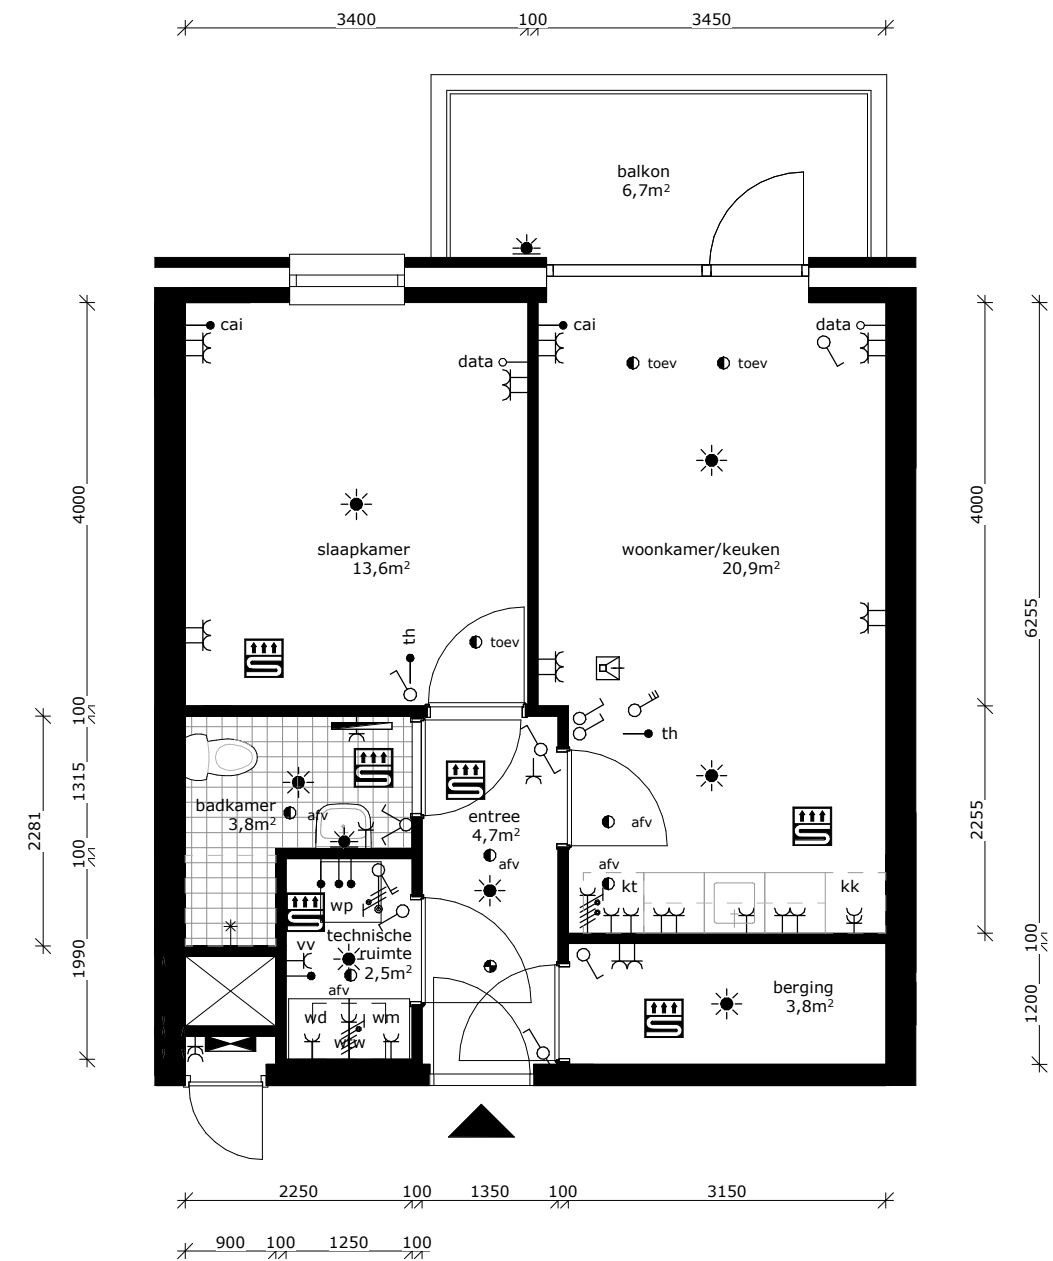 3400
100
3450
balkon
6,7m²
cai
data
cai
data
toev
toev
4000
4000
slaapkamer
13,6m²
woonkamer/keuken
20,9m²
6255
th
toev
100
th
1315
2281
badkamer
3,8m²
afv
entree
4,7m²
afv
afv
2255
100
afv
kt
kk
wp
vv
technische
ruimte
2,5m²
afv
1990
100
berging
3,8m²
1200
wd
wm
ww
2250
100
1350
100
3150
900
100
1250
100